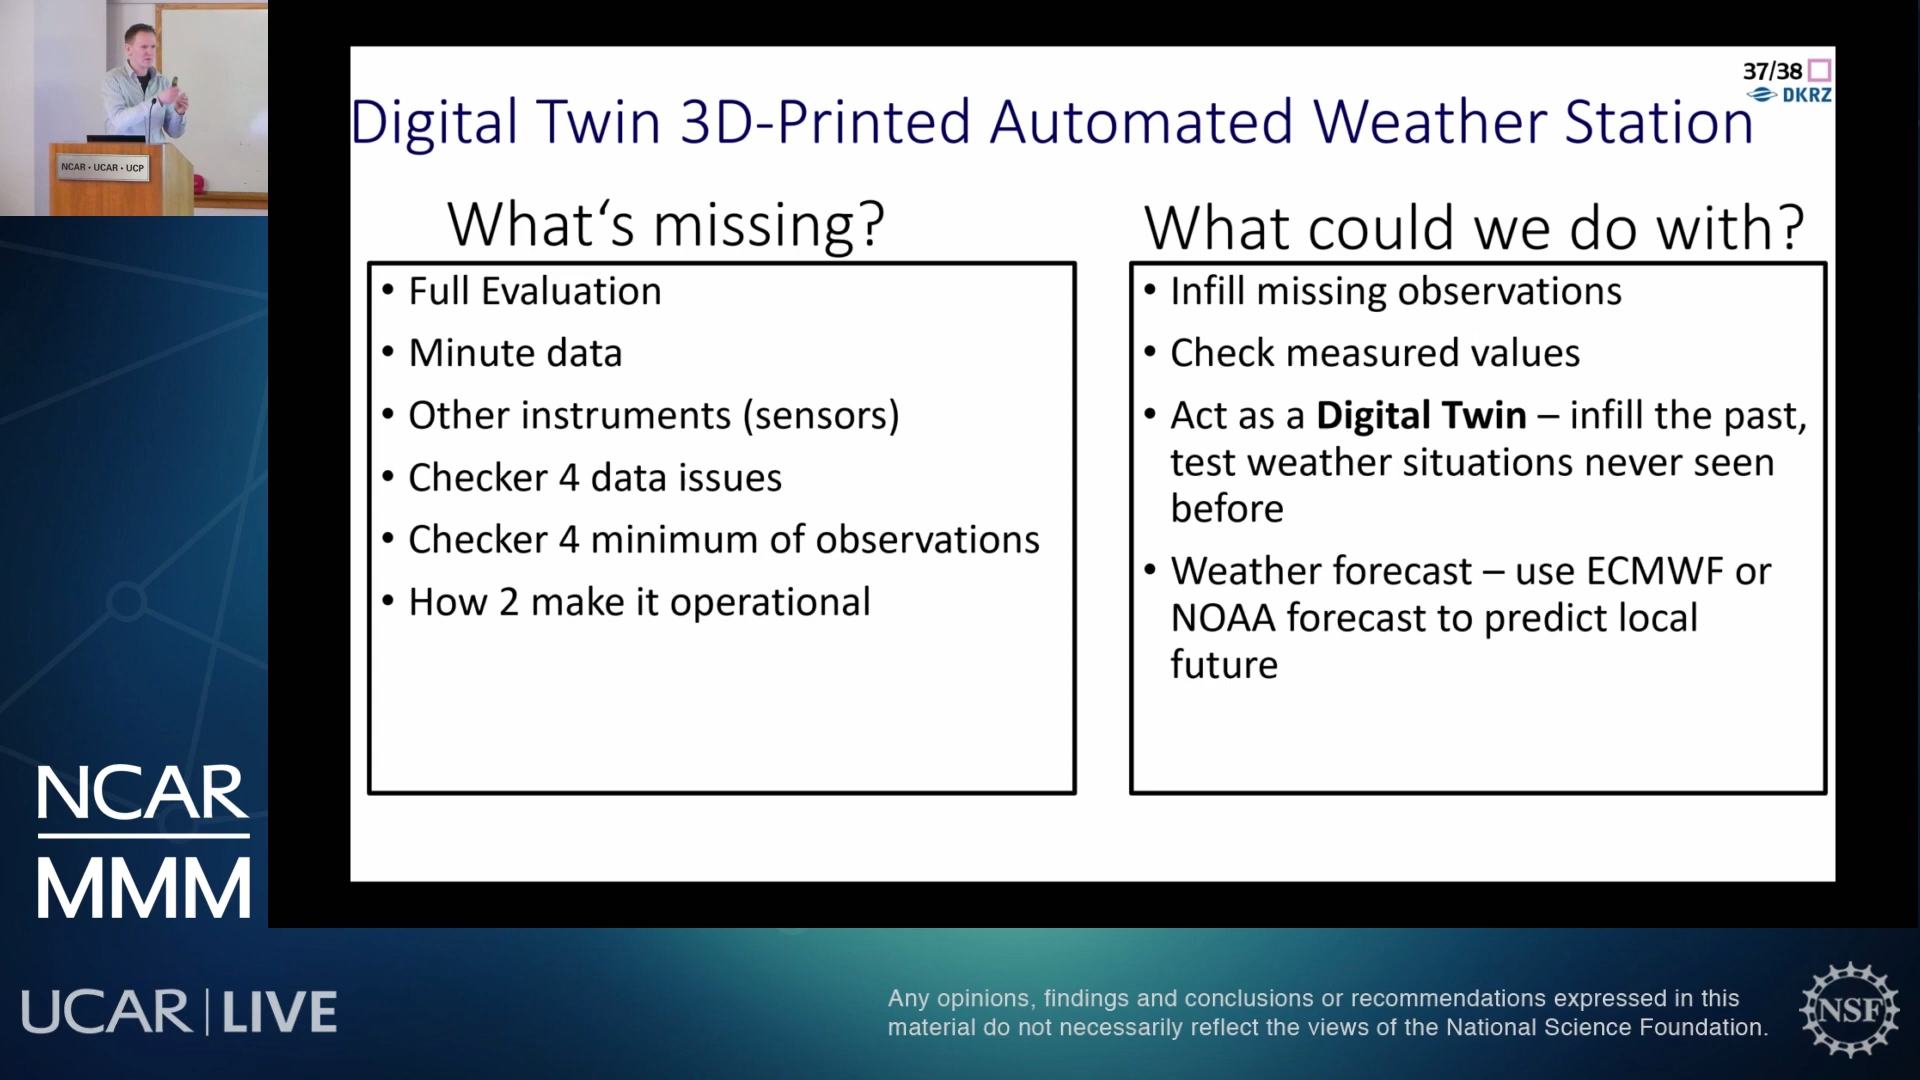 NCAR • UCAR • UCP
37/38
DKRZ
Digital Twin 3D-Printed Automated Weather Station
What‘s missing?
• Full Evaluation
• Minute data
• Other instruments (sensors)
• Checker 4 data issues
• Checker 4 minimum of observations
• How 2 make it operational
What could we do with?
• Infill missing observations
• Check measured values
• Act as a Digital Twin – infill the past,
test weather situations never seen
before
• Weather forecast – use ECMWF or
NOAA forecast to predict local
future
NCAR
MMM
UCAR | LIVE
Any opinions, findings and conclusions or recommendations expressed in this
material do not necessarily reflect the views of the National Science Foundation.
NSF